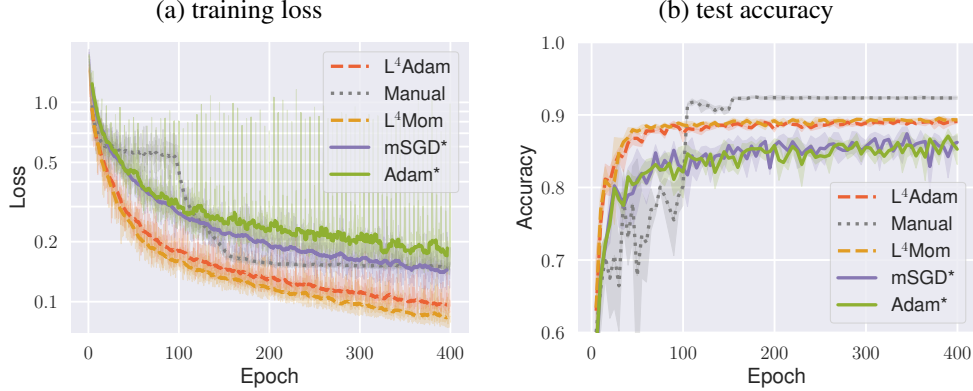 (a) training loss
(b) test accuracy
Loss
1.0
0.5
0.2
0.1
0
100
200
300
400
Epoch
L⁴Adam
Manual
L⁴Mom
mSGD*
Adam*
Accuracy
1.0
0.9
0.8
0.7
0.6
0
100
200
300
400
Epoch
L⁴Adam
Manual
L⁴Mom
mSGD*
Adam*